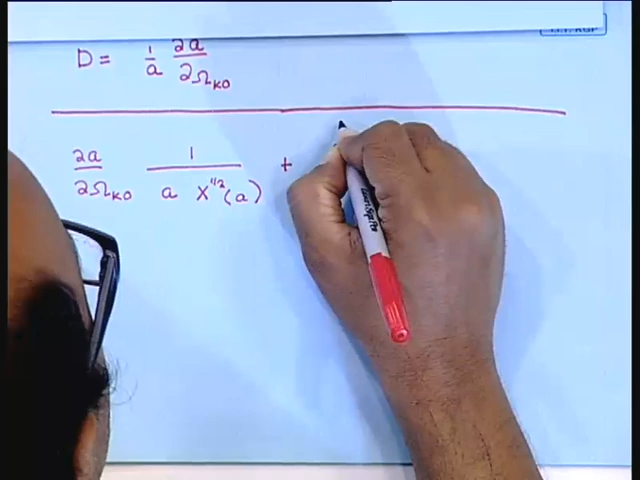 D = 1/a ∂a/∂Ω_K0
∂a/∂Ω_K0 1/(a X^1/2(a)) +